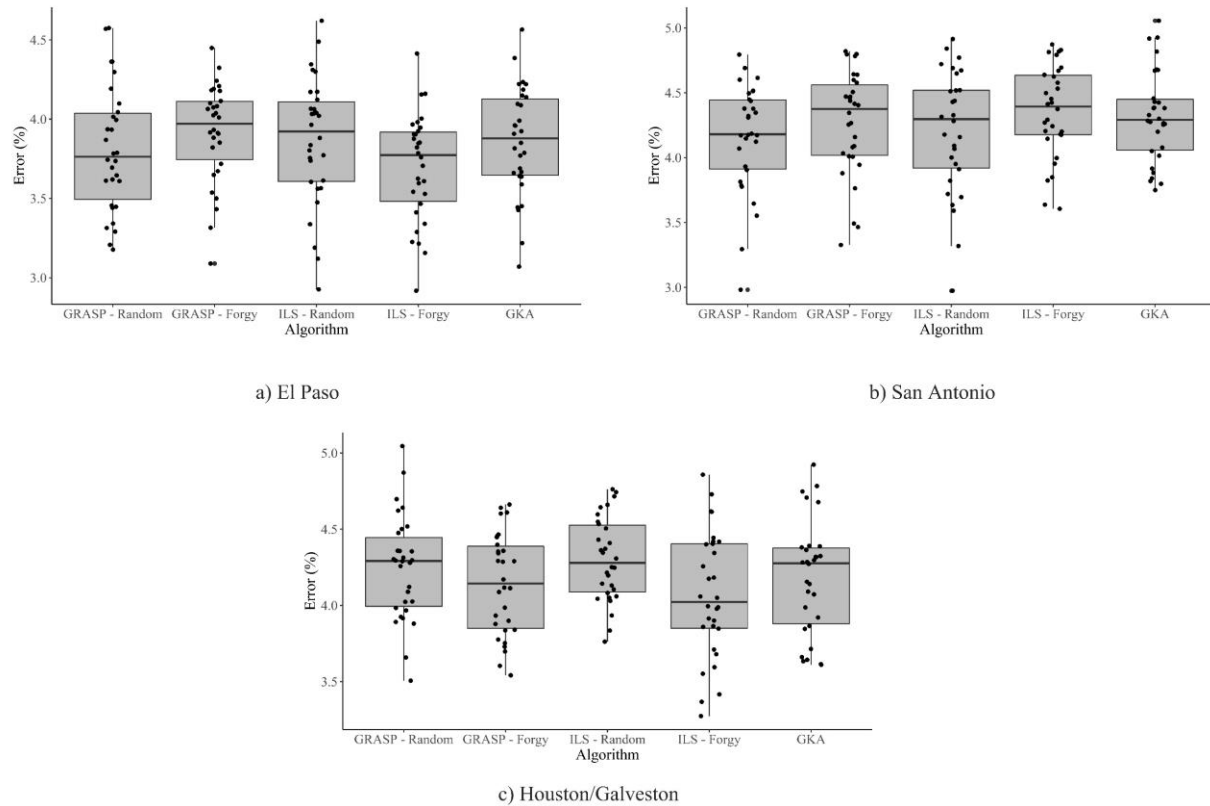 4.5
4.0
3.5
3.0
Error (%)
GRASP - Random GRASP - Forgy ILS - Random ILS - Forgy GKA
Algorithm
a) El Paso
5.0
4.5
4.0
3.5
3.0
Error (%)
GRASP - Random GRASP - Forgy ILS - Random ILS - Forgy GKA
Algorithm
b) San Antonio
5.0
4.5
4.0
3.5
Error (%)
GRASP - Random GRASP - Forgy ILS - Random ILS - Forgy GKA
Algorithm
c) Houston/Galveston